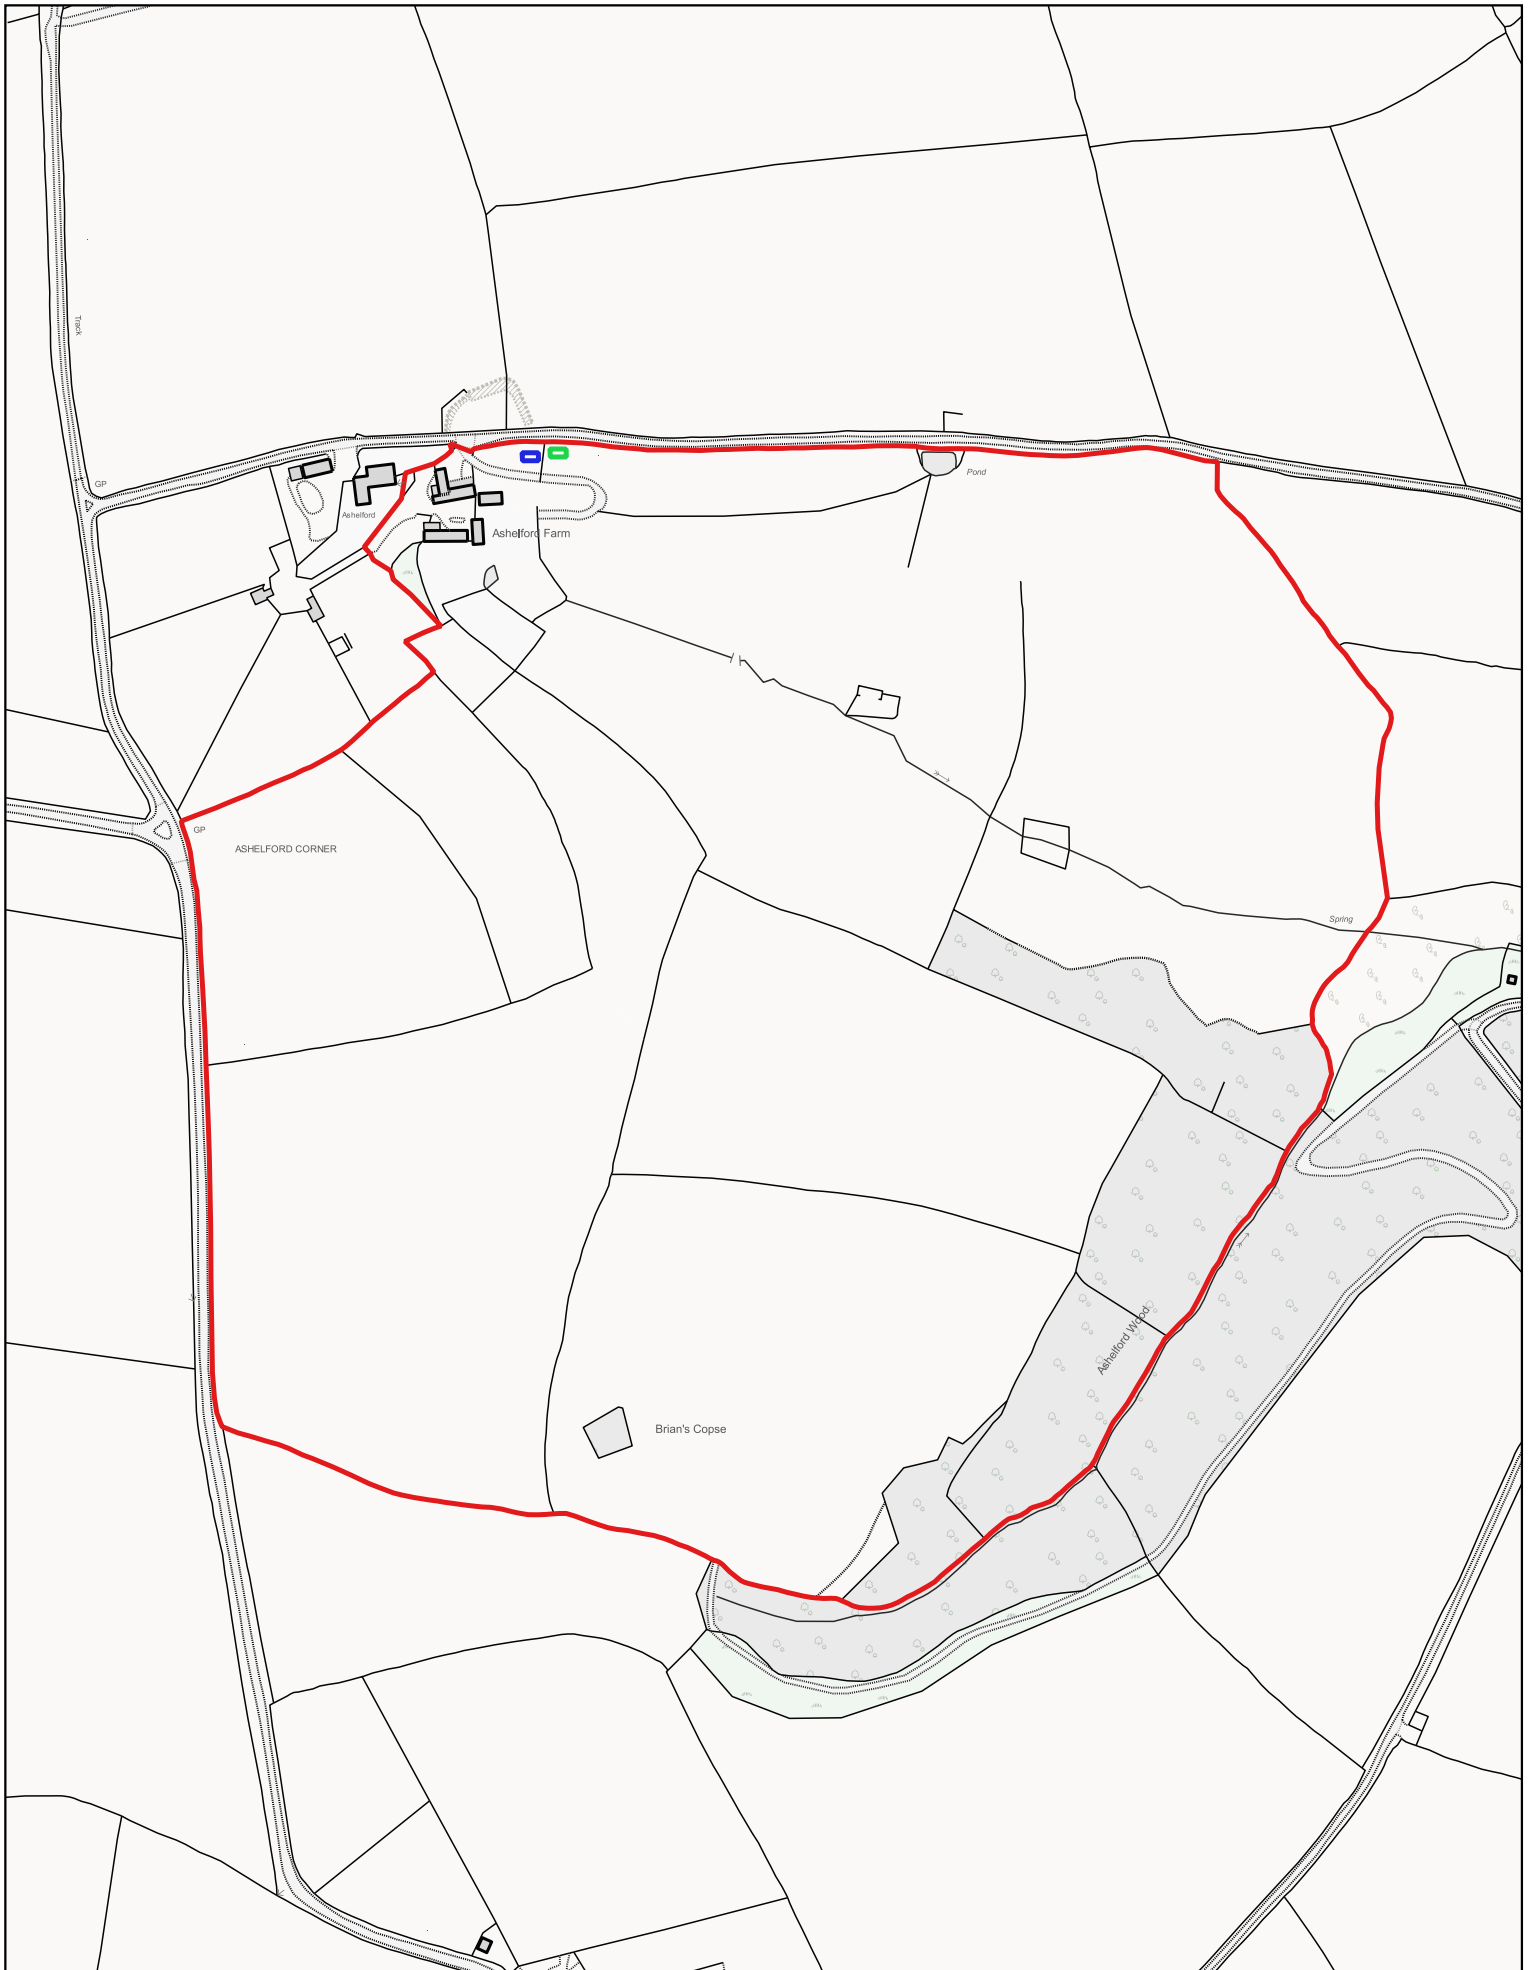 Track
GP
Pond
Ashelford
Ashelford Farm
GP
ASHELFORD CORNER
Spring
Ashelford Wood
Brian's Copse